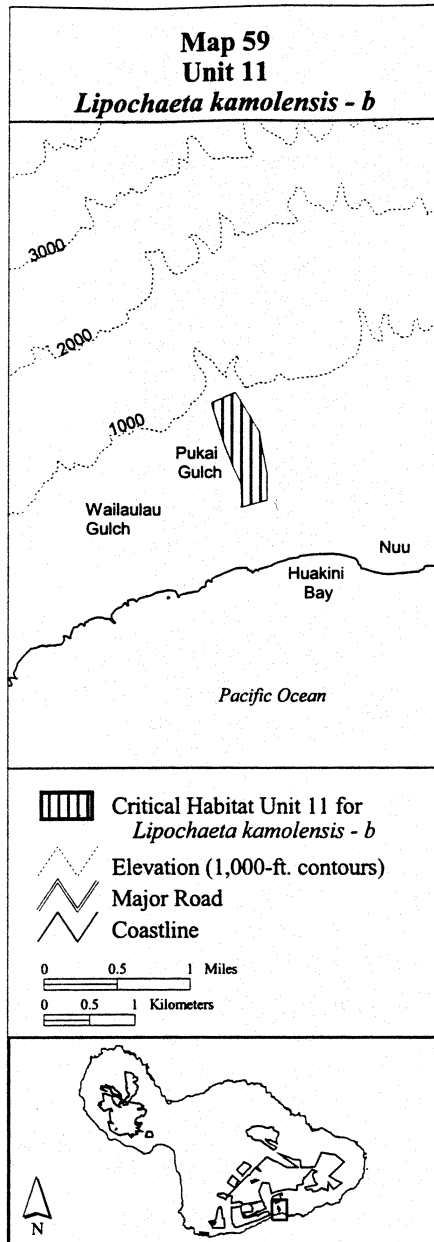 Map 59
Unit 11
Lipochaeta kamolensis - b
3000
2000
1000
Pukai
Gulch
Wailaulau
Gulch
Nuu
Huakini
Bay
Pacific Ocean
Critical Habitat Unit 11 for
Lipochaeta kamolensis - b
Elevation (1,000-ft. contours)
Major Road
Coastline
0 0.5 1 Miles
0 0.5 1 Kilometers
N